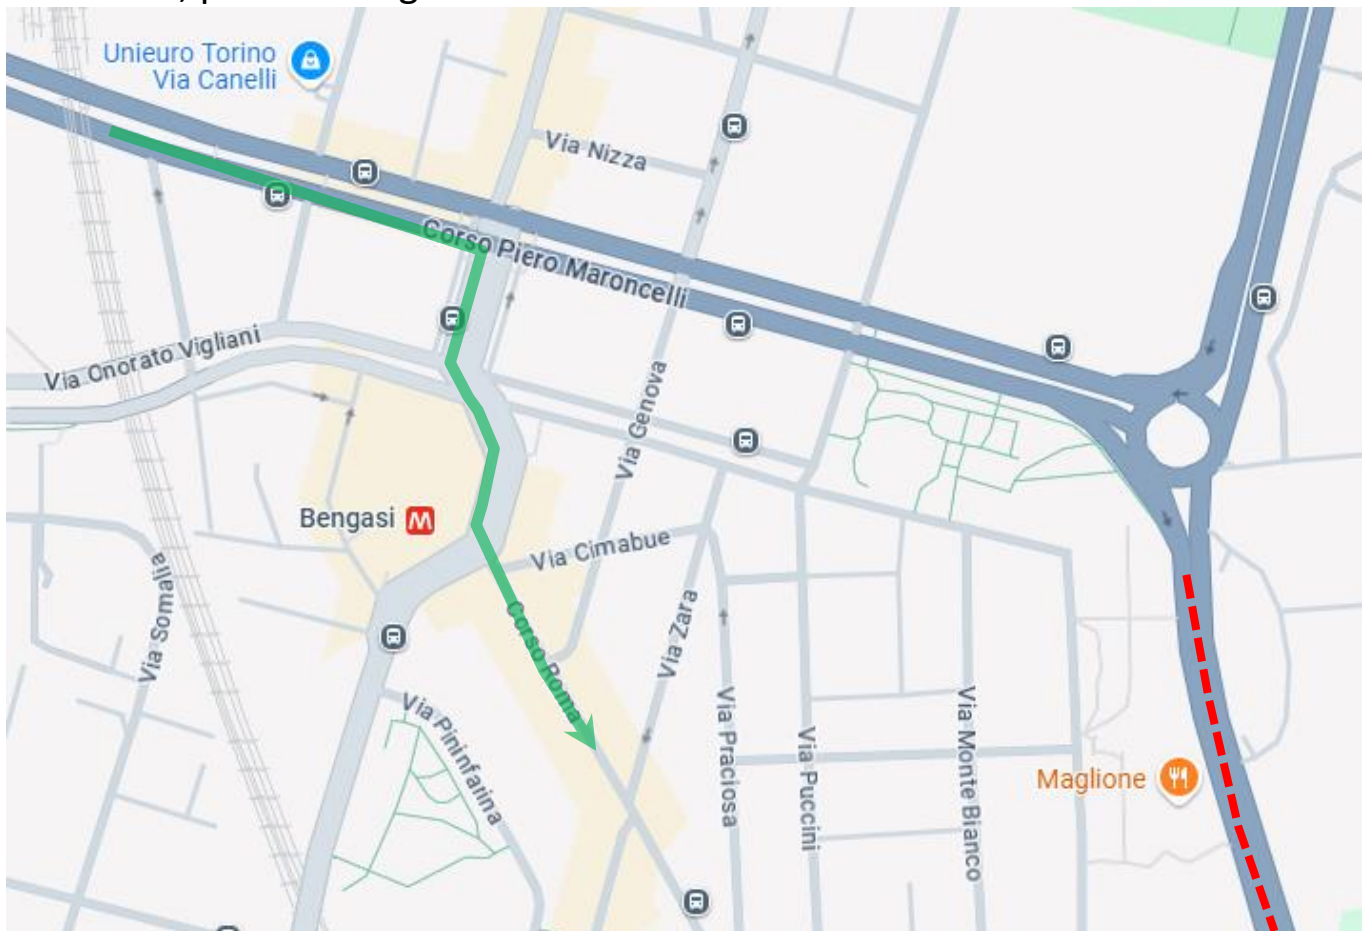 Unieuro Torino
Via Canelli
Via Nizza
Corso Piero Maroncelli
Via Onorato Vigliani
Via Genova
Bengasi
Via Cimabue
Via Somalia
Corso Roma
Via Zara
Via Pininfarina
Via Praciosa
Via Puccini
Via Monte Bianco
Maglione